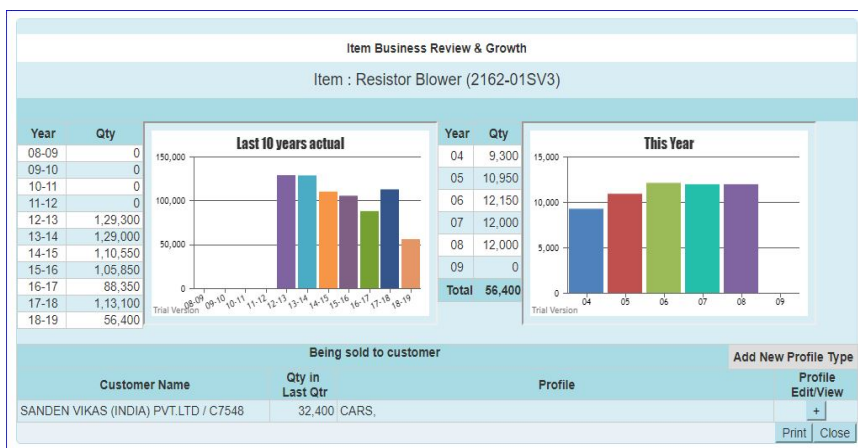 Item Business Review & Growth
Item : Resistor Blower (2162-01SV3)
Year Qty
08-09 0
09-10 0
10-11 0
11-12 0
12-13 1,29,300
13-14 1,29,000
14-15 1,10,550
15-16 1,05,850
16-17 88,350
17-18 1,13,100
18-19 56,400
Last 10 years actual
150,000
100,000
50,000
0
08-09 09-10 10-11 11-12 12-13 13-14 14-15 15-16 16-17 17-18 18-19
Trial Version
Year Qty
04 9,300
05 10,950
06 12,150
07 12,000
08 12,000
09 0
Total 56,400
This Year
15,000
10,000
5,000
0
04 05 06 07 08 09
Trial Version
Being sold to customer
Add New Profile Type
Customer Name Qty in Last Qtr Profile Profile Edit/View
SANDEN VIKAS (INDIA) PVT.LTD / C7548 32,400 CARS, +
Print Close